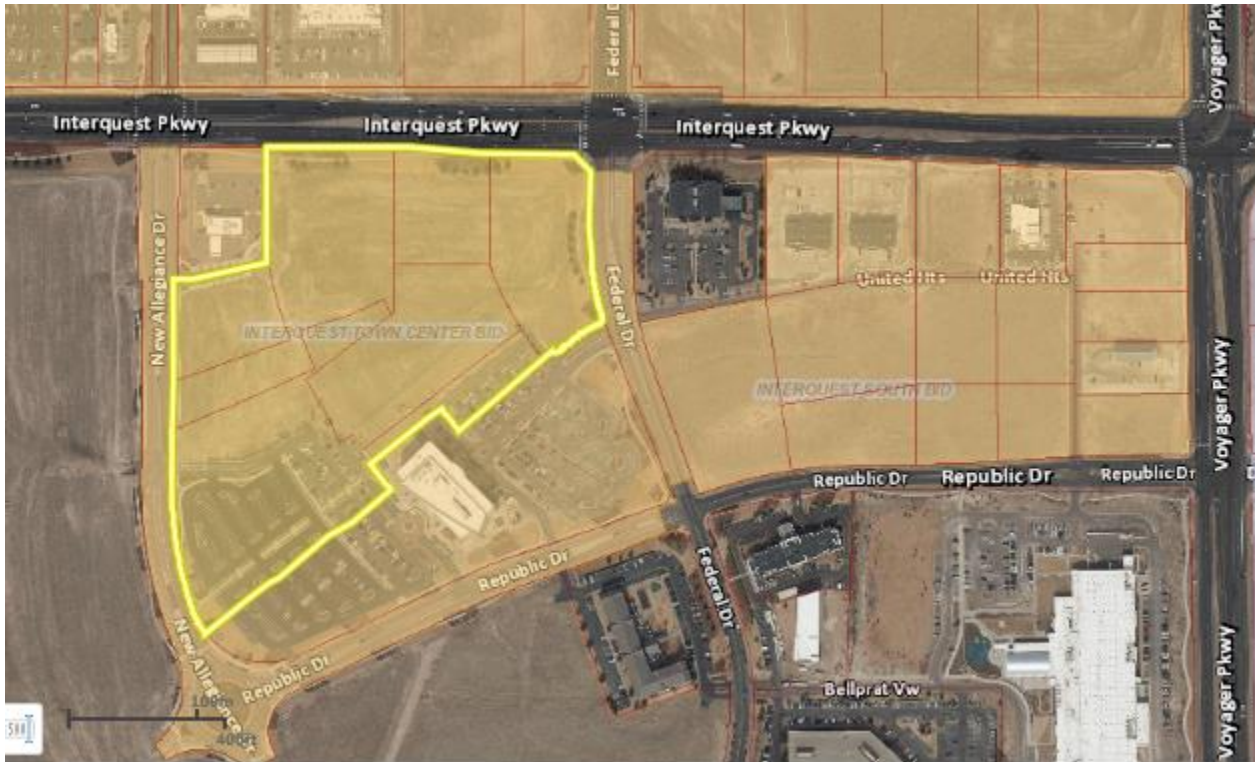 Federal D
Voyager Pkw
Interquest Pkwy
Interquest Pkwy
Interquest Pkwy
New Allegiance Dr
Federal Dr
United Hts
United Hts
INTERQUEST TOWN CENTER BID
INTERQUEST SOUTH BID
Voyager Pkwy
Republic Dr
Republic Dr
Republic Dr
Republic Dr
Federal Dr
New Allegiance
Republic Dr
Bellprat Vw
Voyager Pkwy
100m
400ft